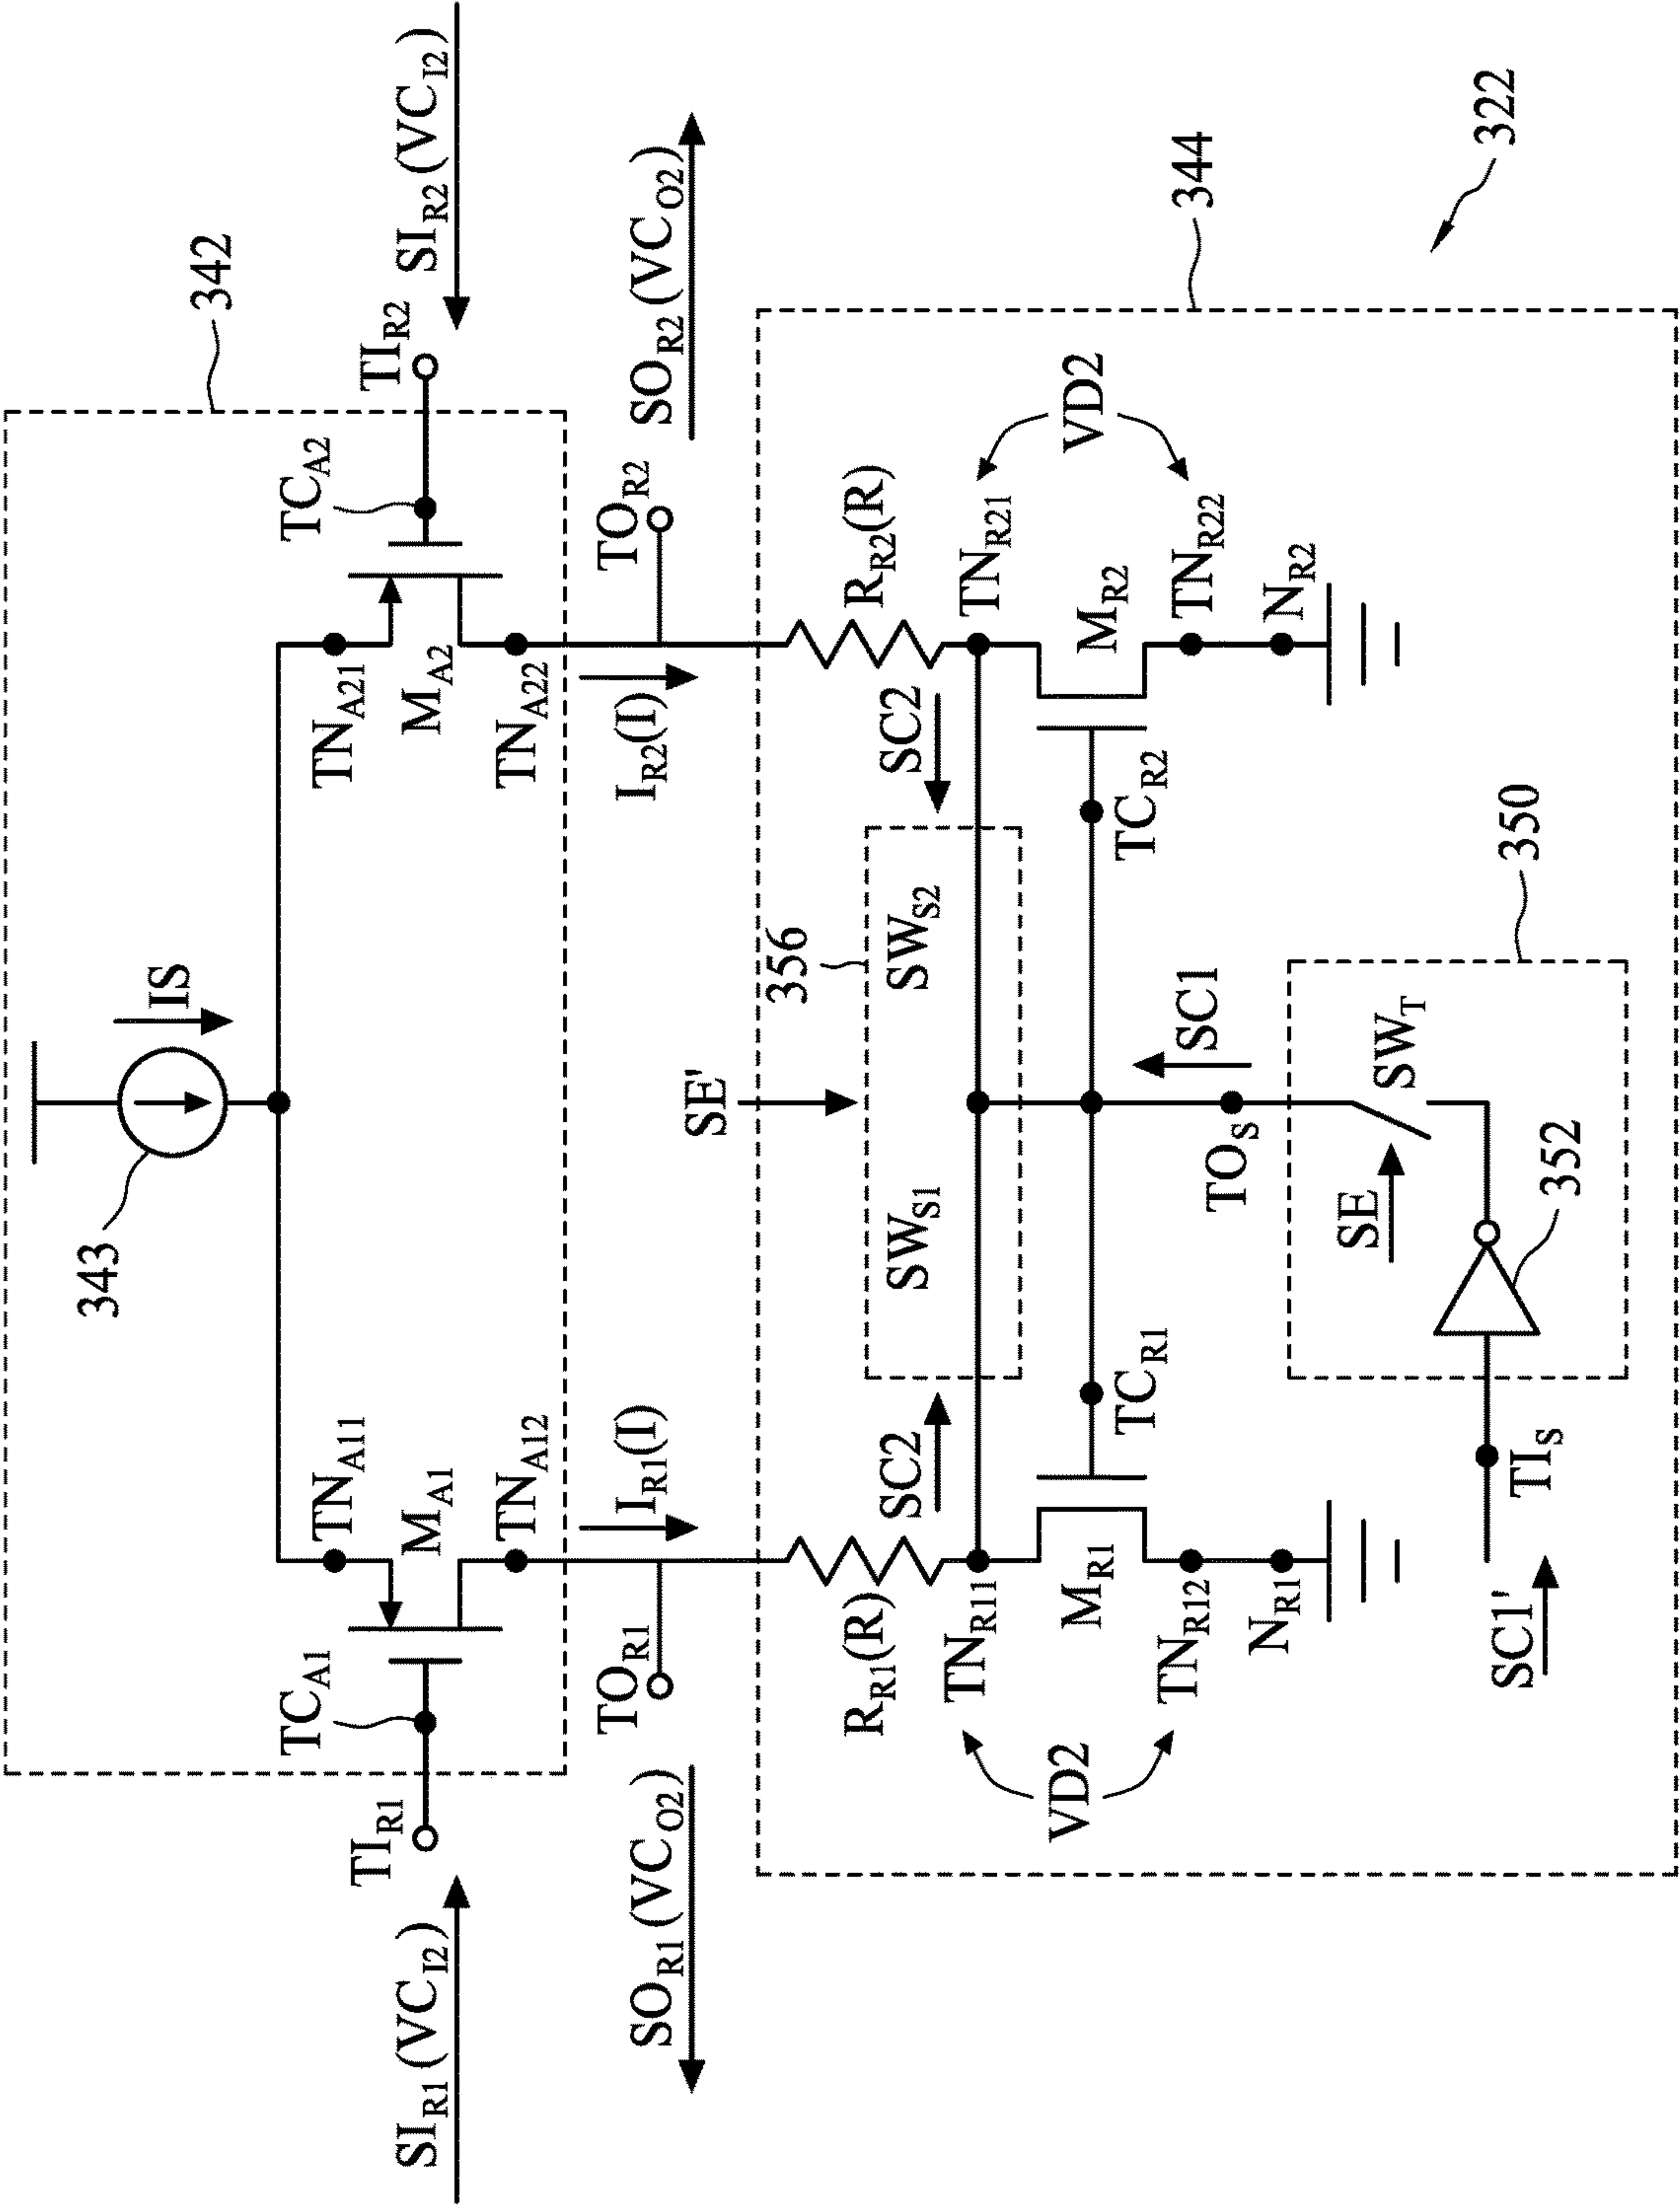 342
343
IS
TC_A1
TC_A2
TN_A11
TN_A21
TI_R1
TI_R2
M_A1
M_A2
SI_R1 (VC_I2)
SI_R2 (VC_I2)
TN_A12
TN_A22
I_R1(I)
I_R2(I)
TO_R1
TO_R2
SO_R1 (VC_O2)
SO_R2 (VC_O2)
SE'
344
356
R_R1(R)
R_R2(R)
SC2
SC2
SW_S1
SW_S2
TN_R11
TN_R21
VD2
VD2
M_R1
M_R2
TC_R1
TC_R2
TN_R12
TN_R22
SC1
N_R1
N_R2
TO_S
322
350
SE
SW_T
TI_S
352
SC1'